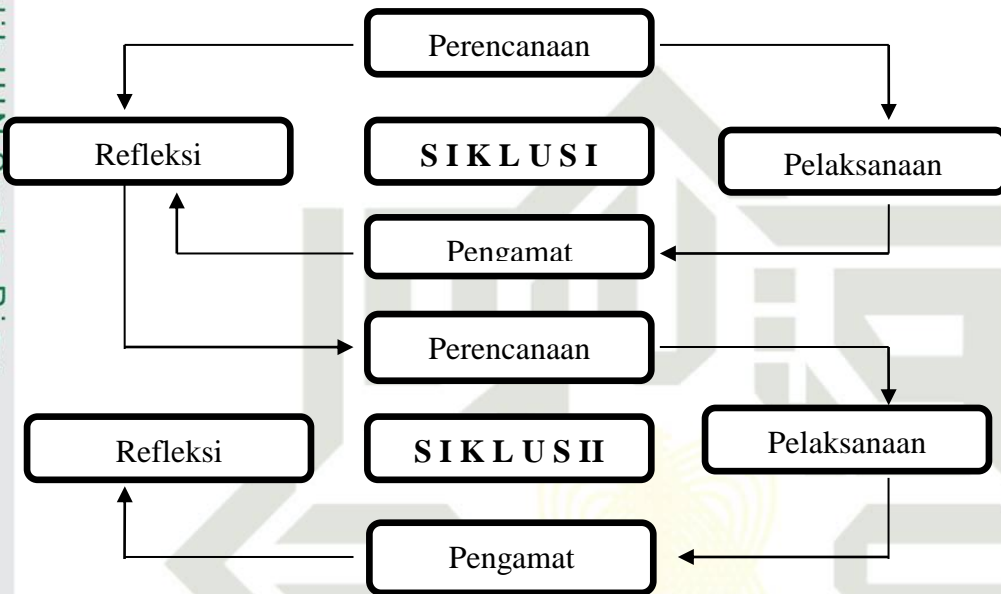 Perencanaan
Refleksi
S I K L U S I
Pelaksanaan
Pengamat
Perencanaan
Refleksi
S I K L U S II
Pelaksanaan
Pengamat